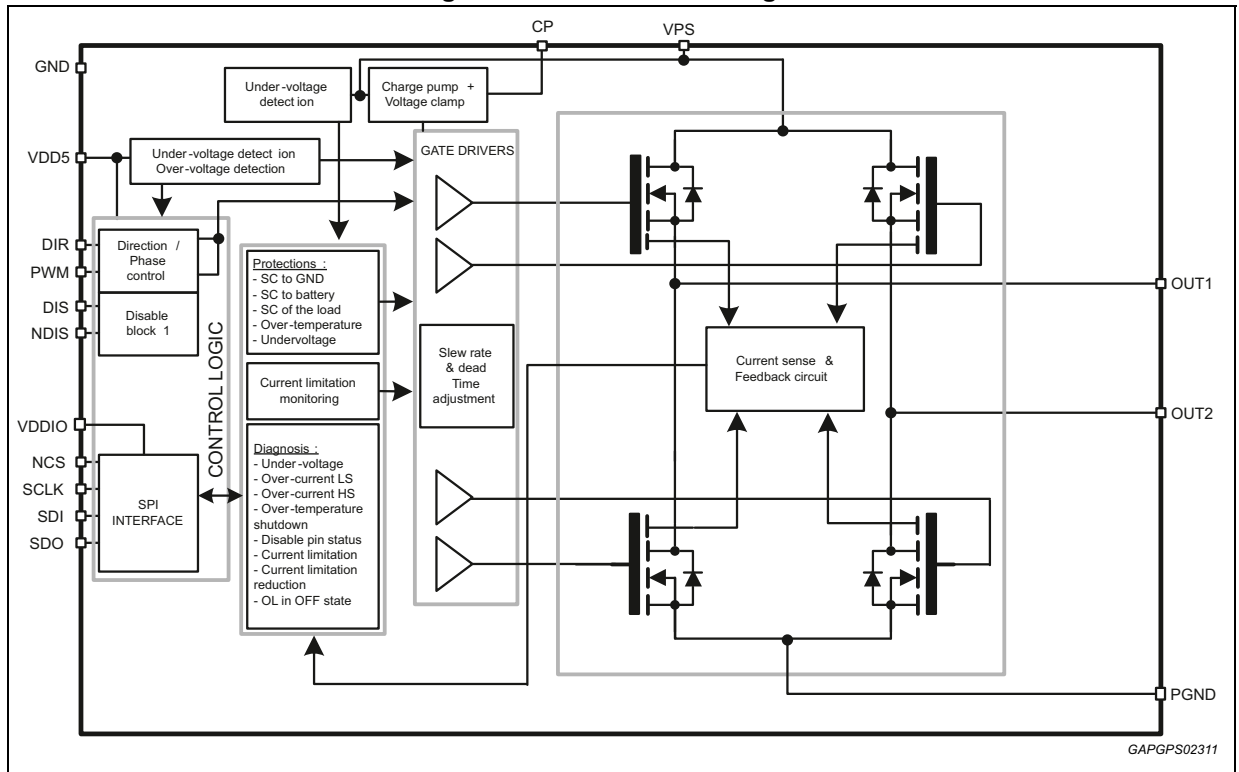 CP
VPS
GND
Under-voltage
detect ion
Charge pump +
Voltage clamp
VDD5
Under-voltage detect ion
Over-voltage detection
GATE DRIVERS
DIR
PWM
DIS
NDIS
Direction /
Phase
control
Disable
block 1
CONTROL LOGIC
Protections :
- SC to GND
- SC to battery
- SC of the load
- Over-temperature
- Undervoltage
Current limitation
monitoring
Slew rate
& dead
Time
adjustment
Current sense &
Feedback circuit
OUT1
OUT2
VDDIO
NCS
SCLK
SDI
SDO
SPI
INTERFACE
Diagnosis :
- Under-voltage
- Over-current LS
- Over-current HS
- Over-temperature
shutdown
- Disable pin status
- Current limitation
- Current limitation
reduction
- OL in OFF state
PGND
GAPGPS02311